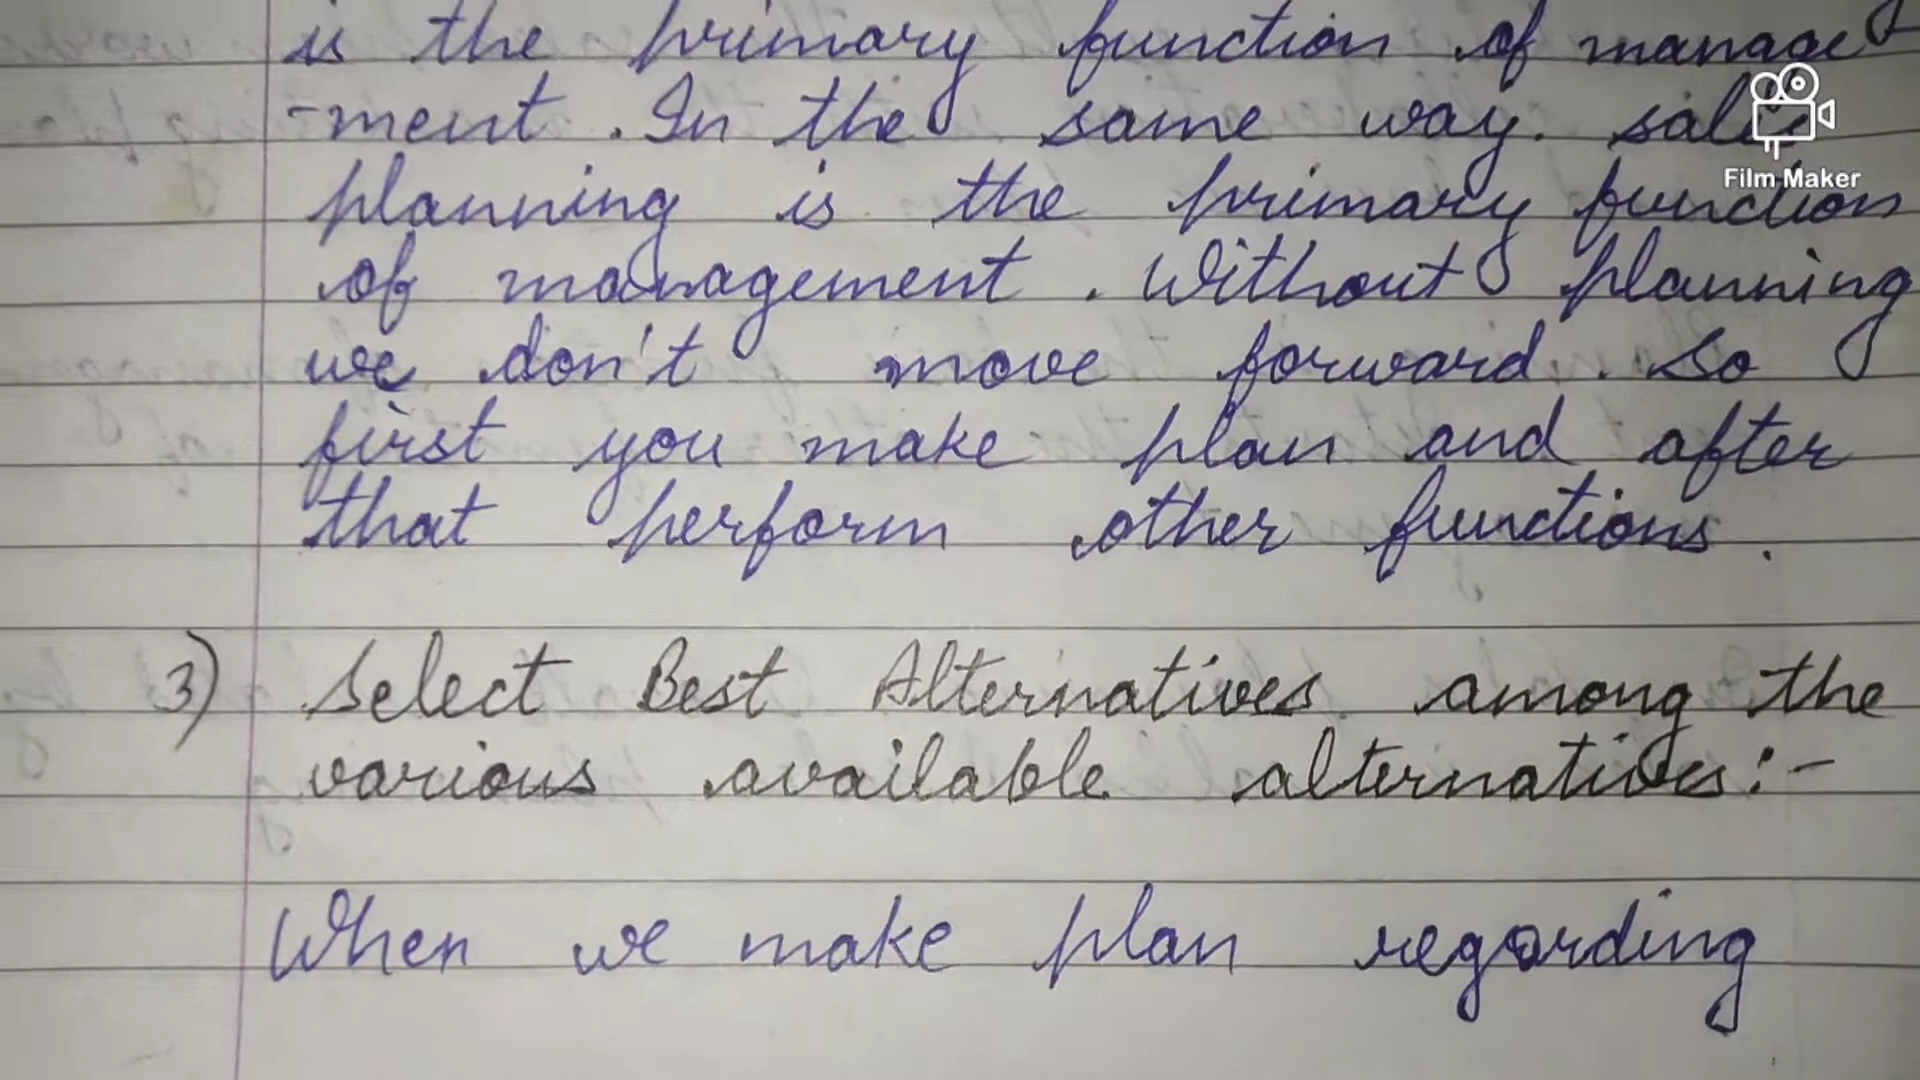 is the primary function of manage
-ment. In the same way. sales
planning is the primary function
of management. Without planning
we don't move forward. So
first you make plan and after
that perform other functions.
3) Select Best Alternatives among the
various available alternatives:-
When we make plan regarding
Film Maker